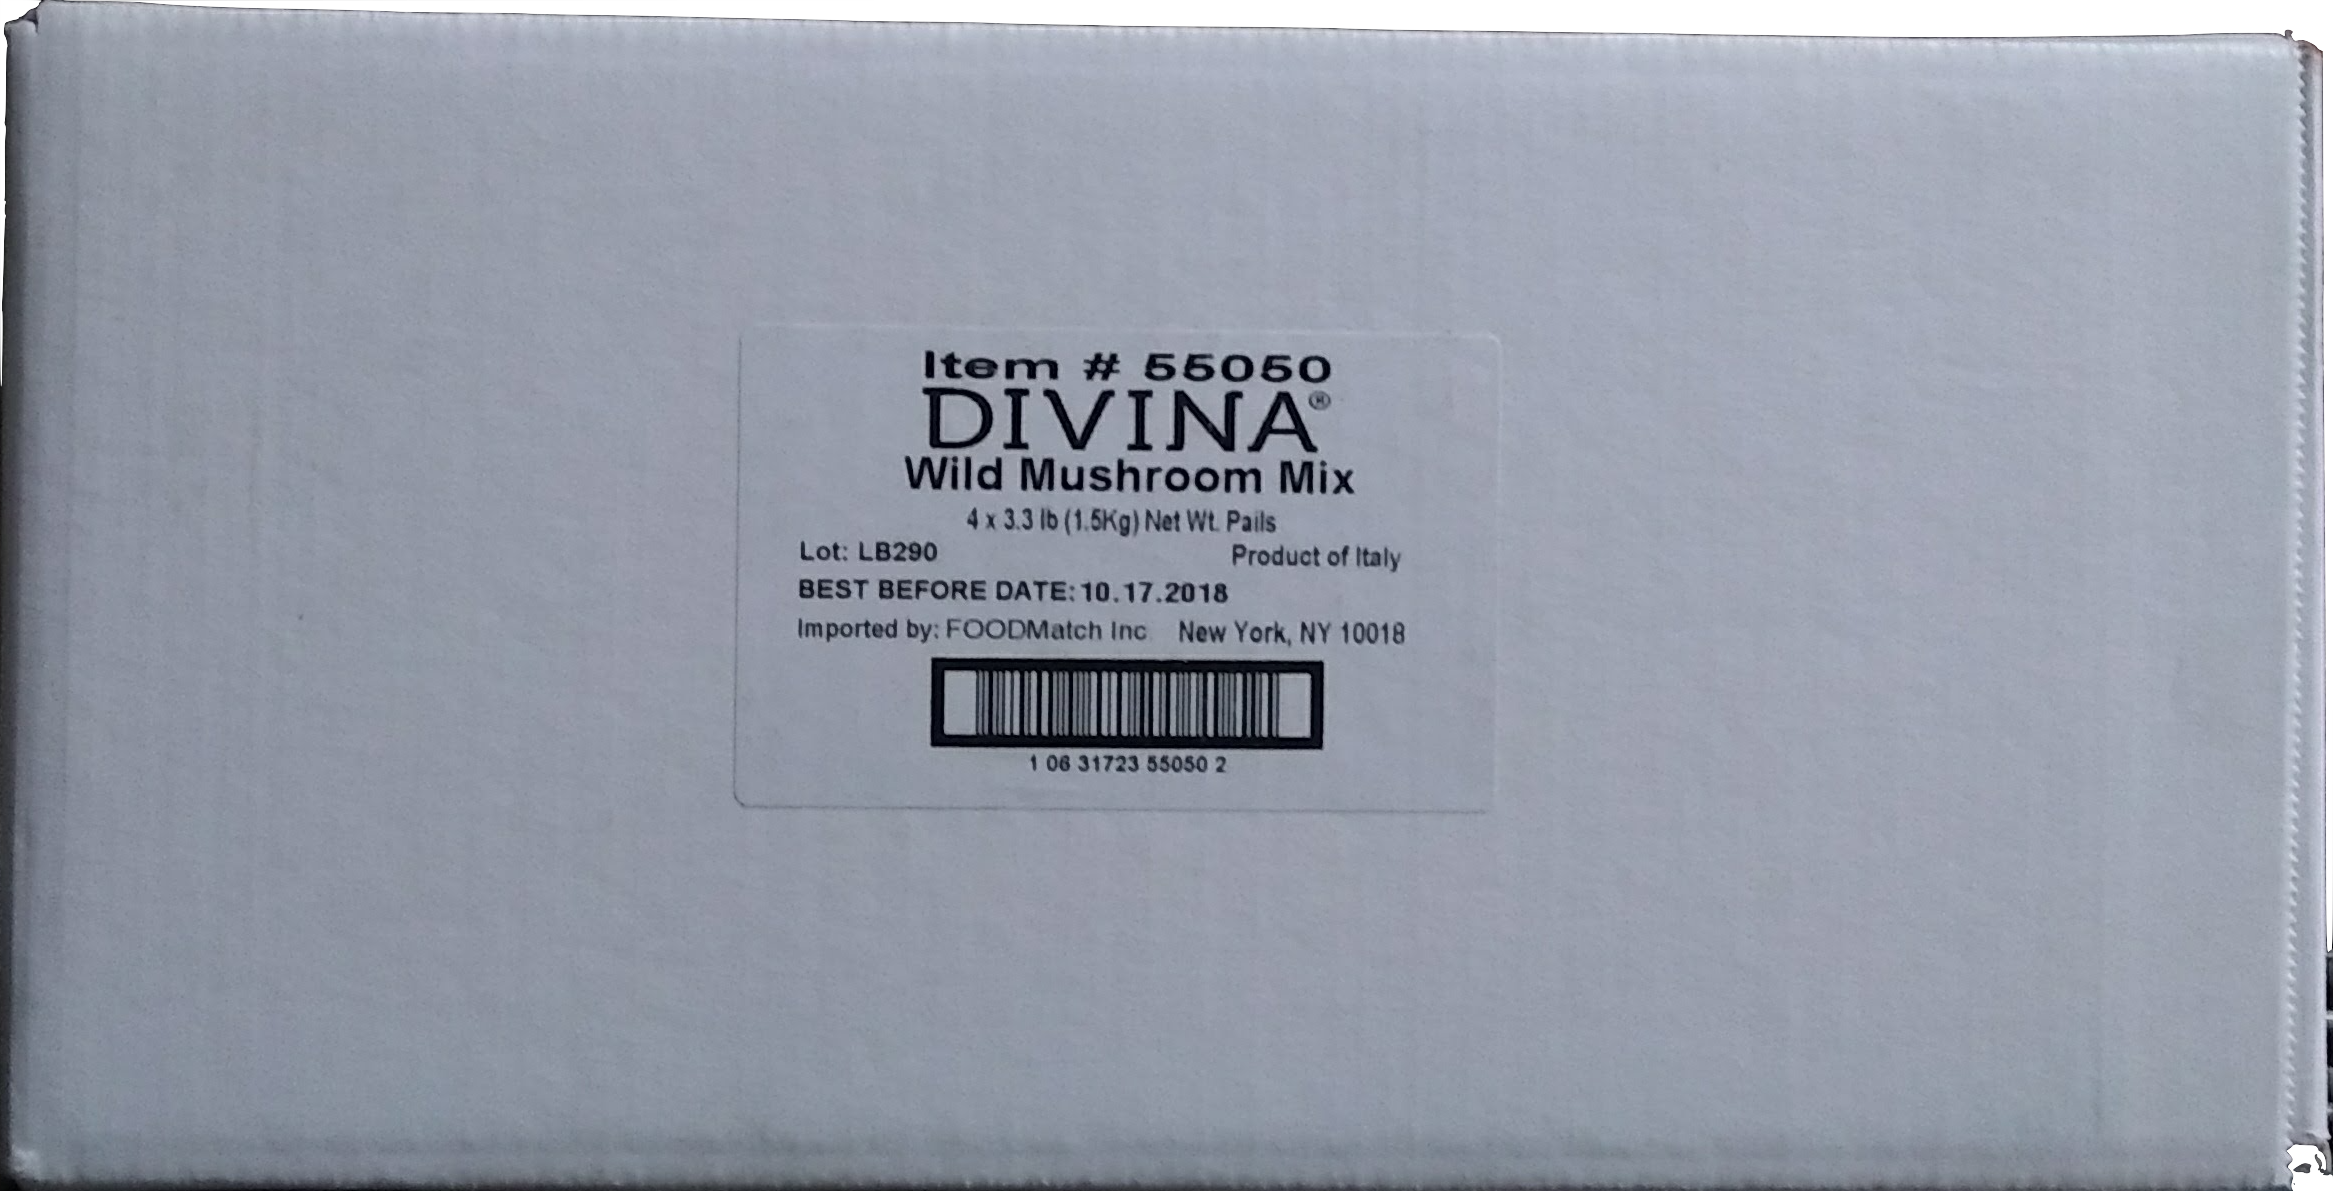 Item # 55050
DIVINA®
Wild Mushroom Mix
4 x 3.3 lb (1.5Kg) Net Wt. Pails
Lot: LB290 Product of Italy
BEST BEFORE DATE: 10.17.2018
Imported by: FOODMatch Inc New York, NY 10018
1 06 31723 55050 2